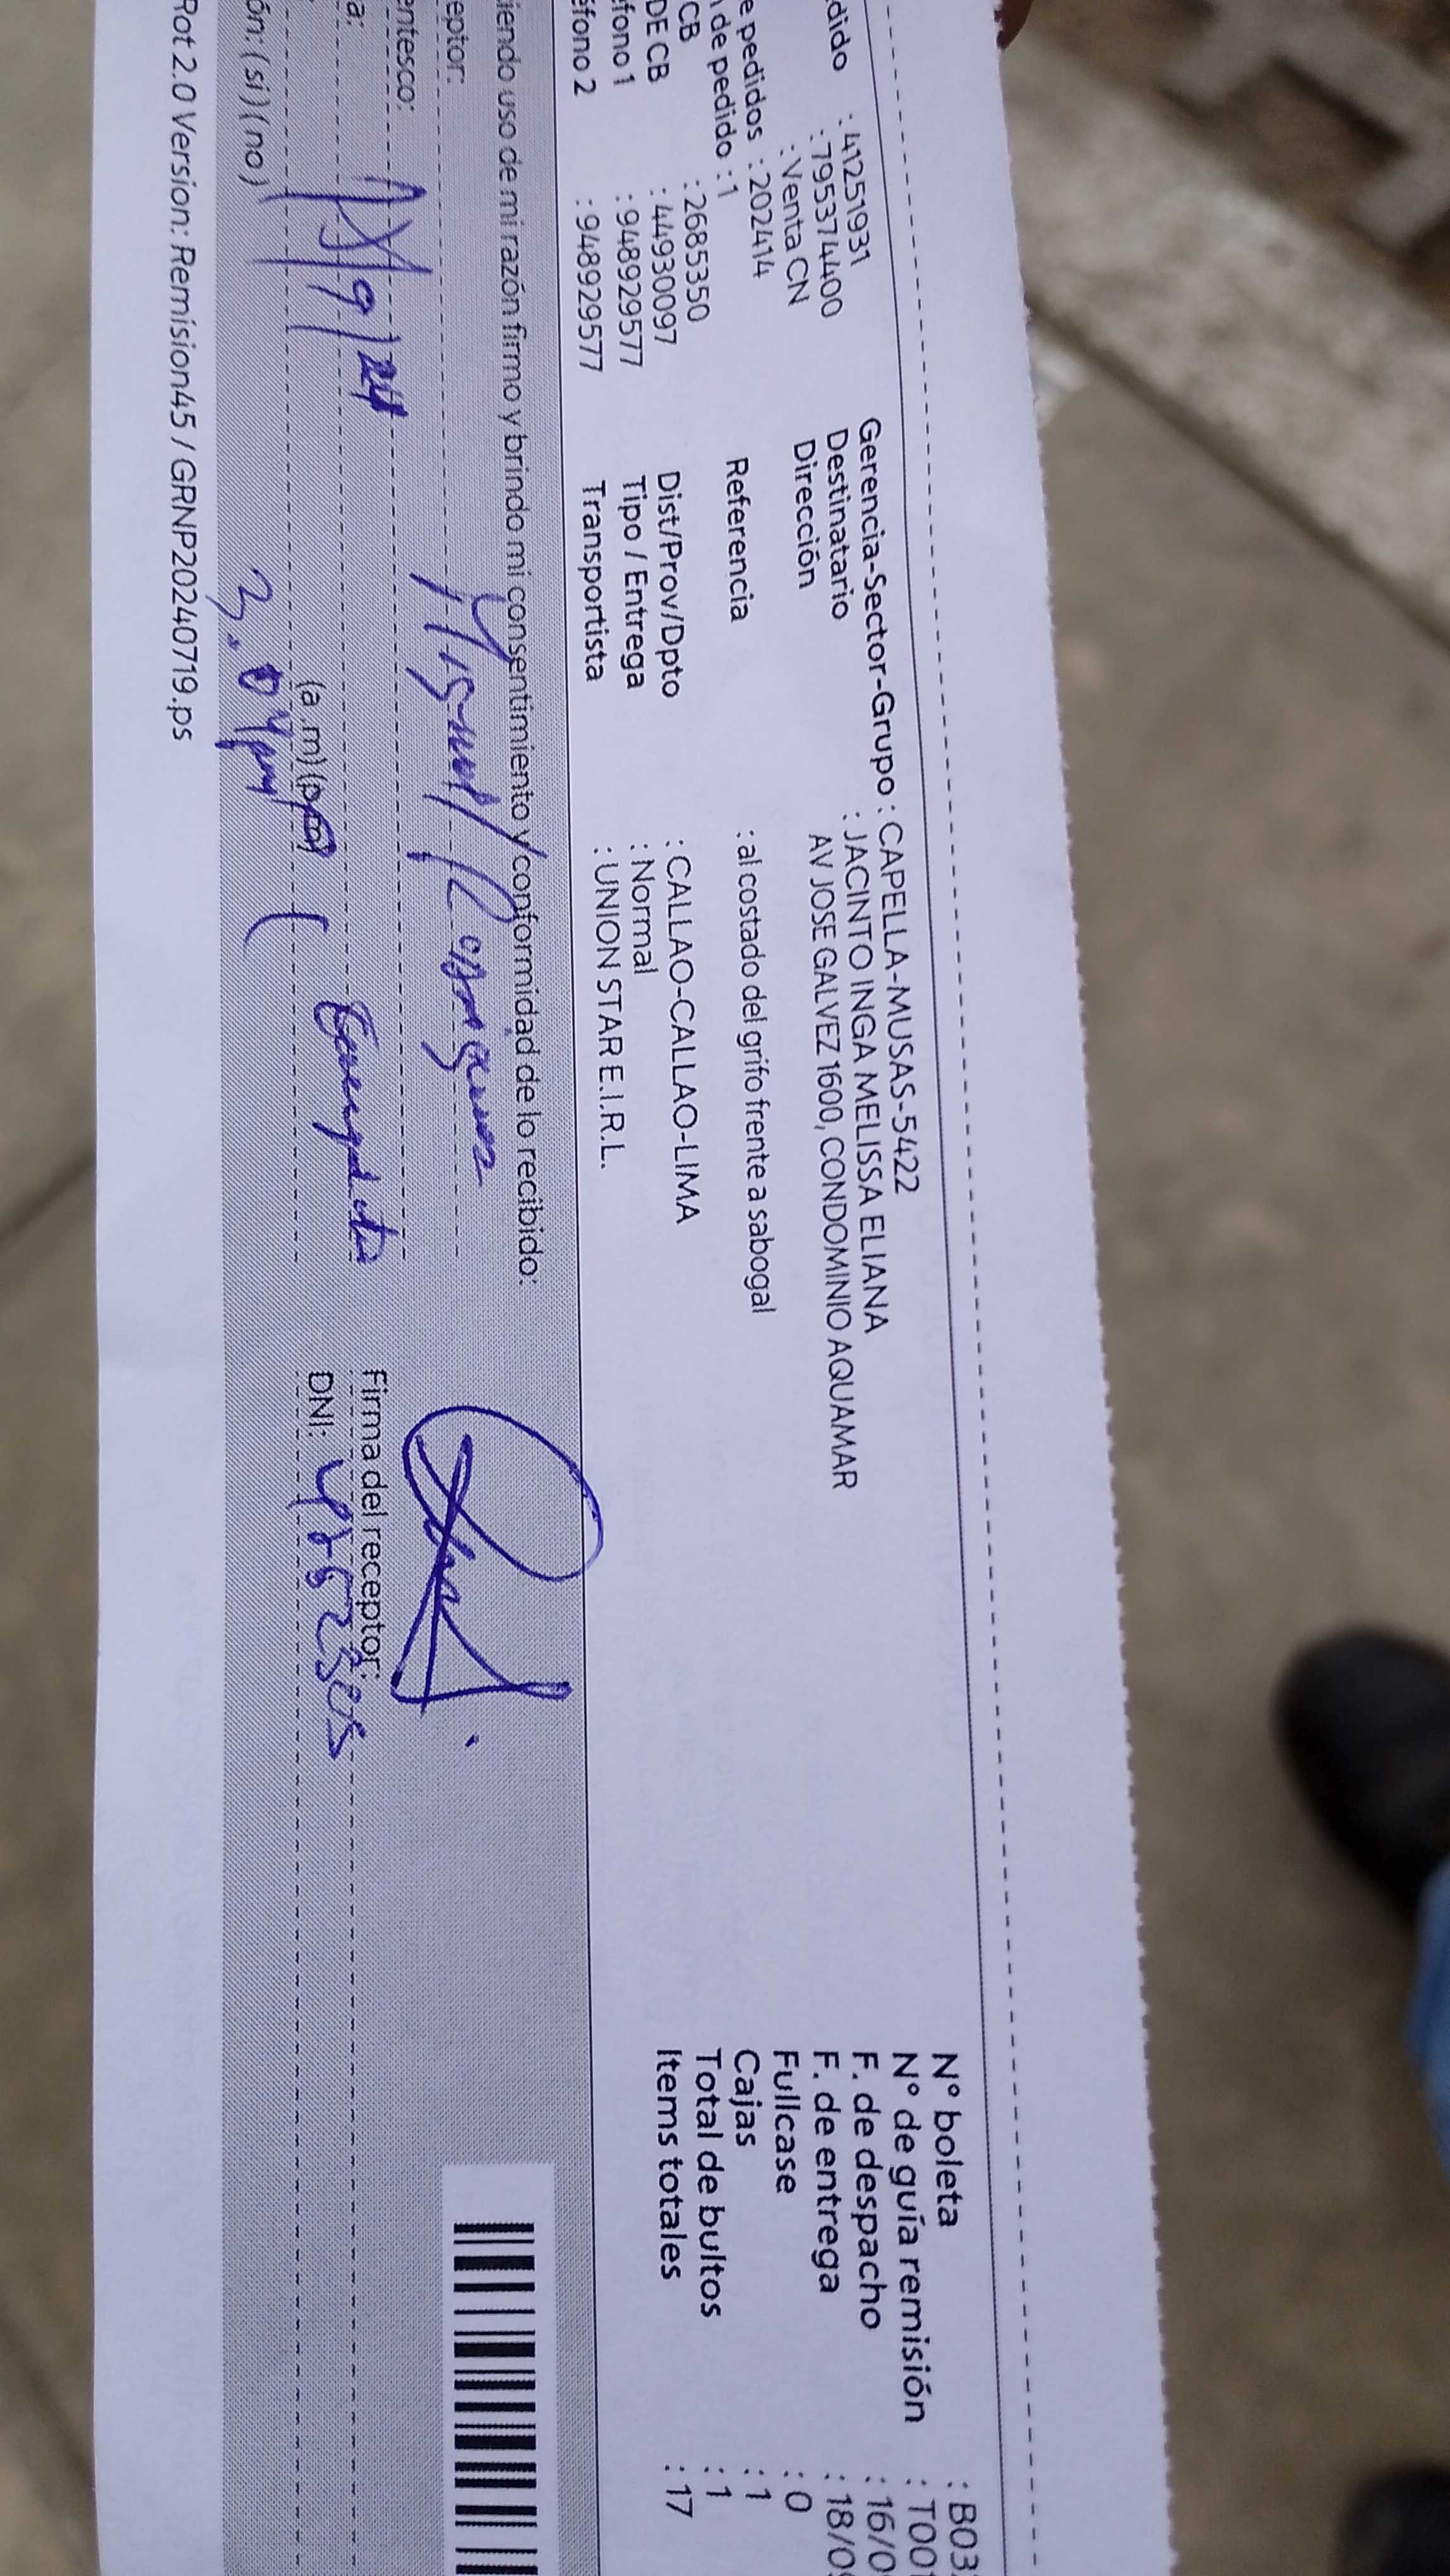 : 41251931
dido : 795374400
: Venta CN
e pedidos : 202414
de pedido : 1
CB : 2685350
DE CB : 44930097
éfono 1 : 948929577
éfono 2 : 948929577
Gerencia-Sector-Grupo : CAPELLA-MUSAS-5422
Destinatario : JACINTO INGA MELISSA ELIANA
Dirección AV JOSE GALVEZ 1600, CONDOMINIO AQUAMAR
Referencia : al costado del grifo frente a sabogal
Dist/Prov/Dpto : CALLAO-CALLAO-LIMA
Tipo / Entrega : Normal
Transportista : UNION STAR E.I.R.L.
N° boleta : B03
N° de guía remisión : T001
F. de despacho : 16/0
F. de entrega : 18/09
Fullcase : 0
Cajas : 1
Total de bultos : 1
Items totales : 17
iendo uso de mi razón firmo y brindo mi consentimiento y conformidad de lo recibido:
eptor:
entesco:
a:
(a.m) (p.m)
ón: (si) (no)
3.04pm
Firma del receptor:
DNI:
Rot 2.0 Version: Remision45 / GRNP20240719.ps